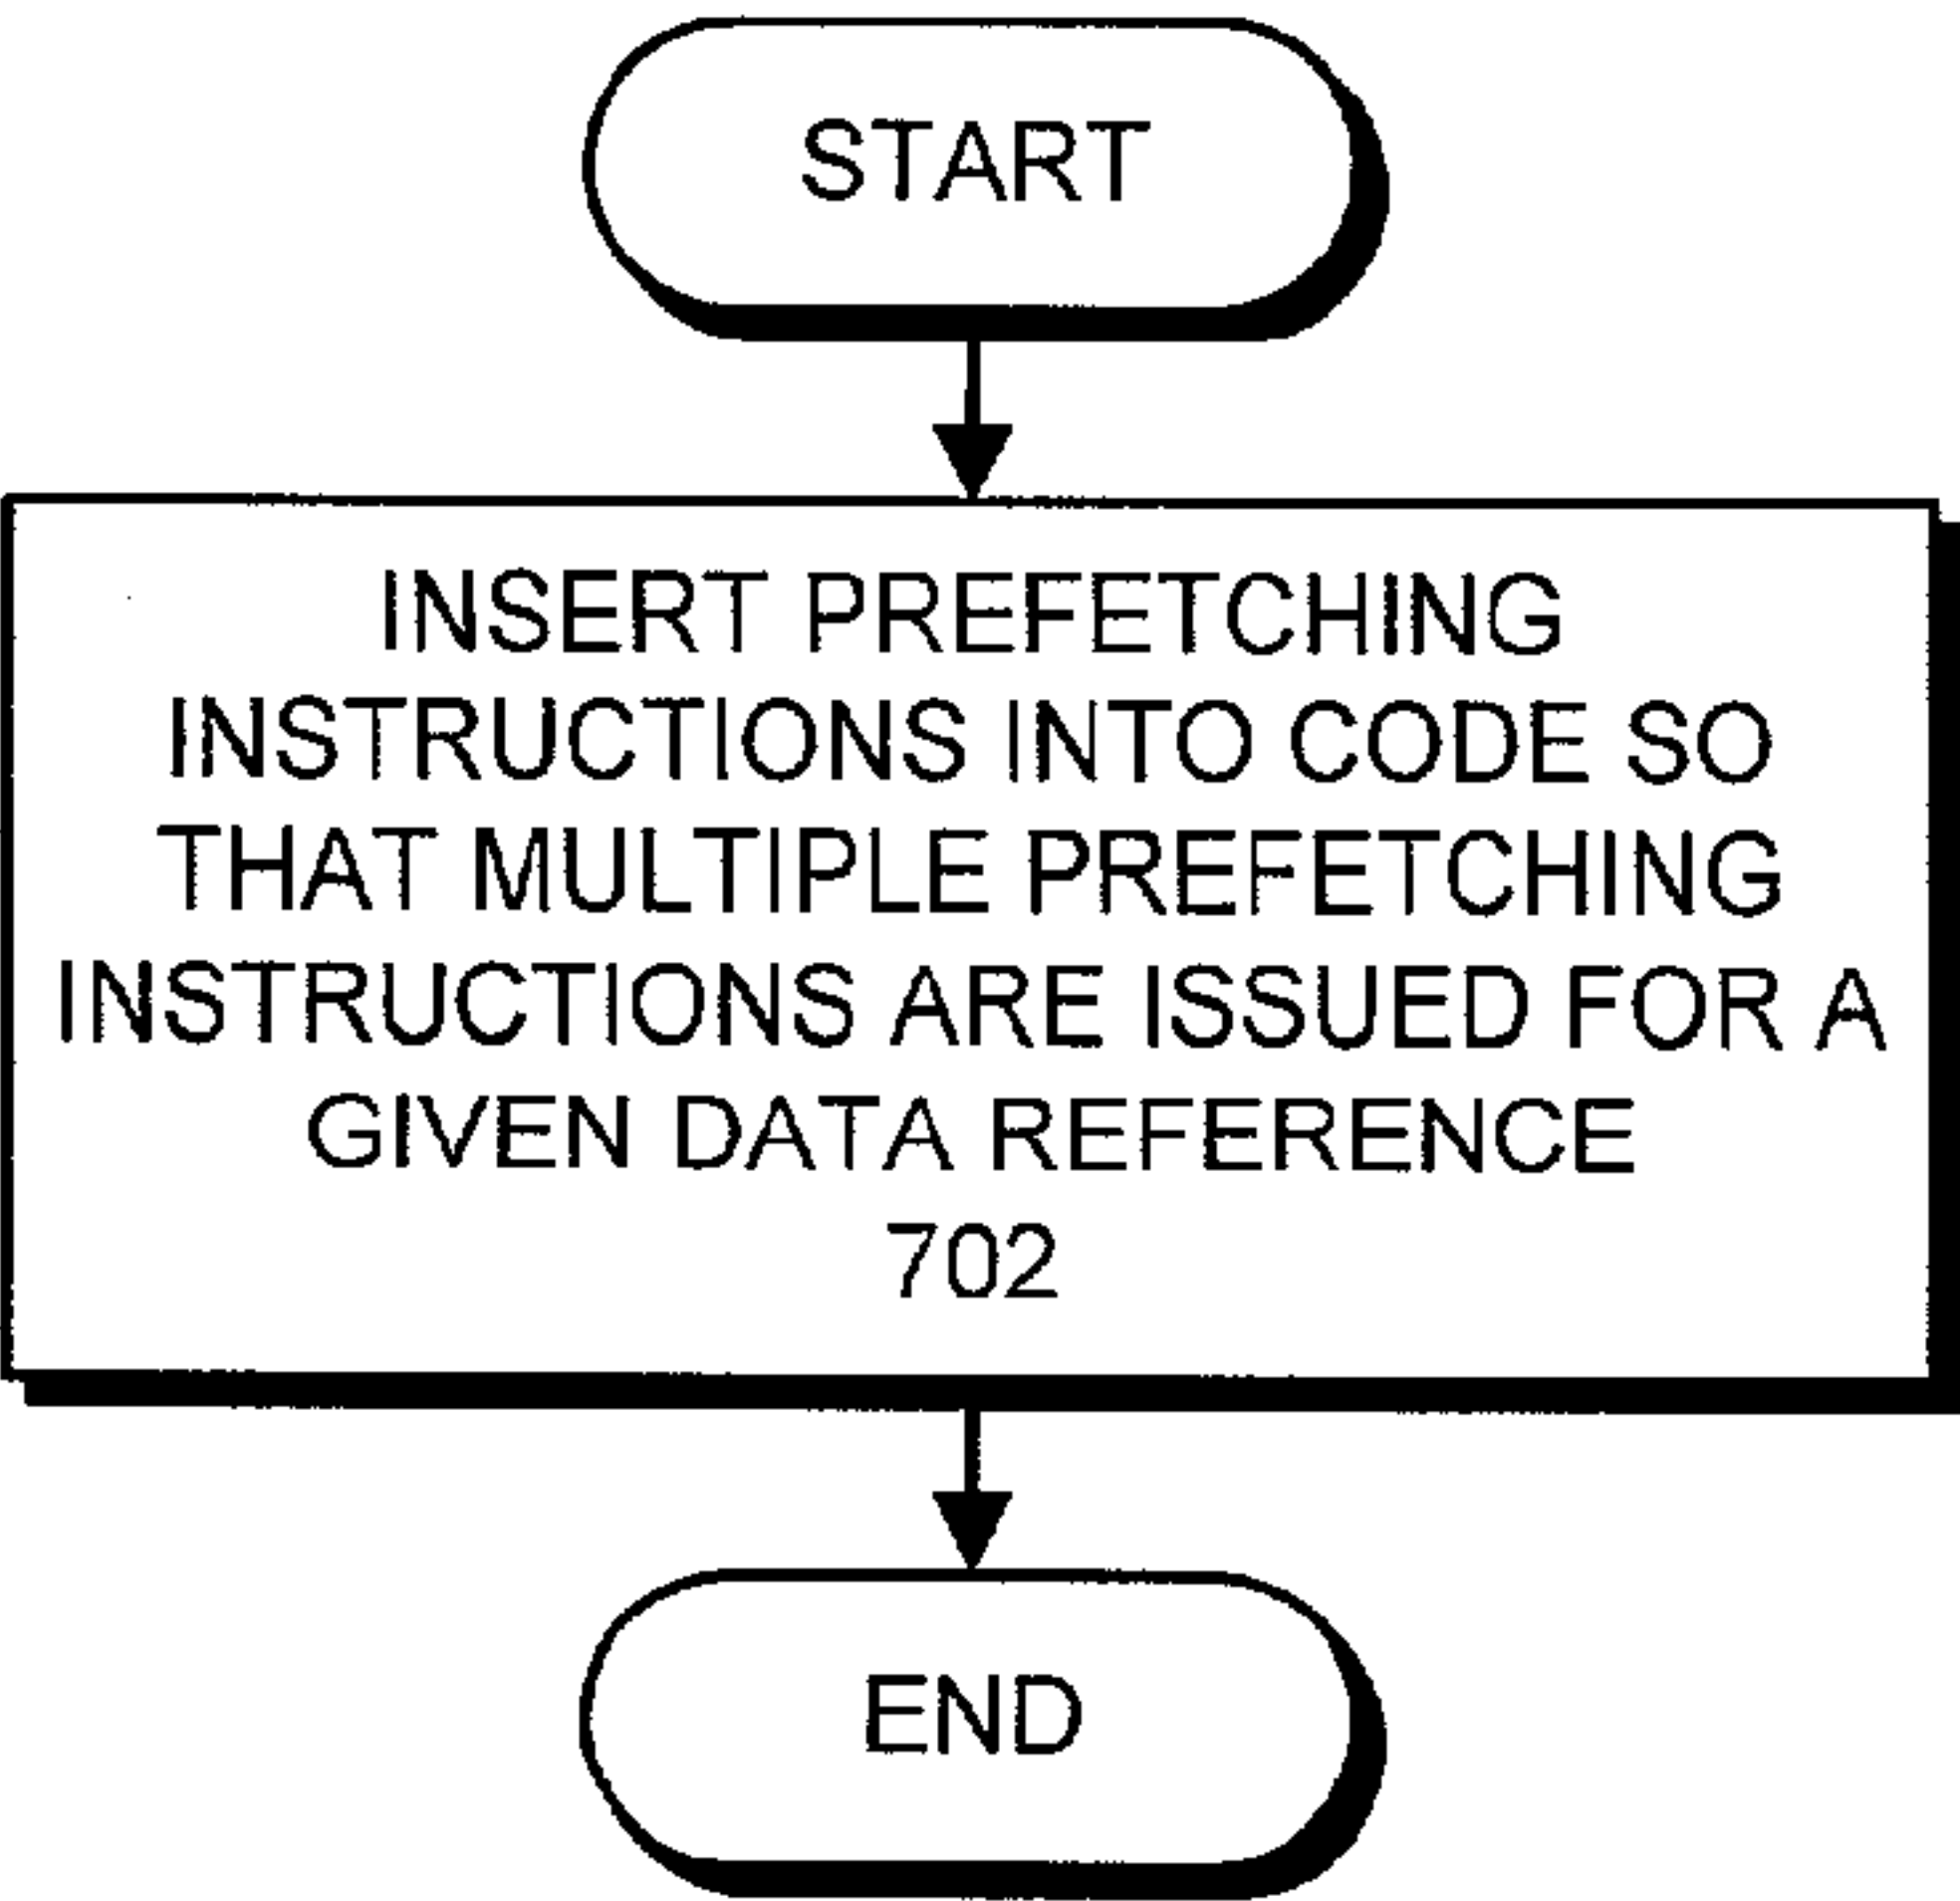 START
INSERT PREFETCHING
INSTRUCTIONS INTO CODE SO
THAT MULTIPLE PREFETCHING
INSTRUCTIONS ARE ISSUED FOR A
GIVEN DATA REFERENCE
702
END